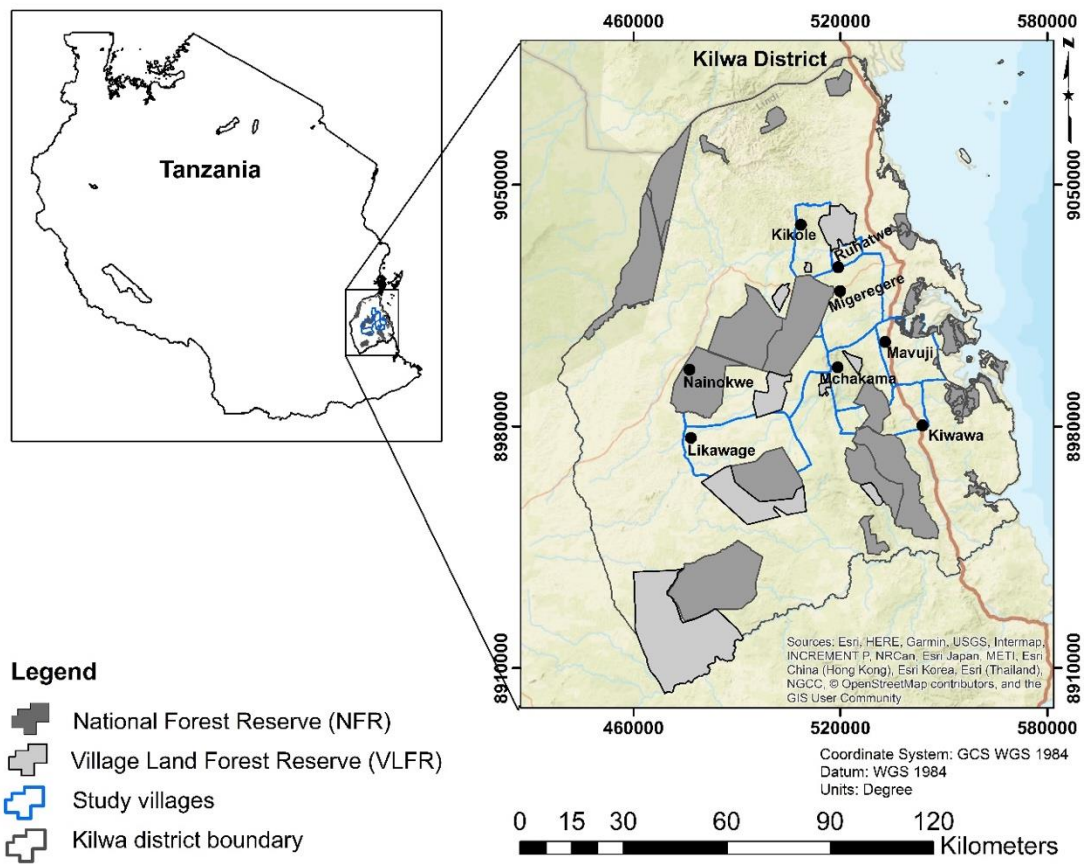 Tanzania
460000 520000 580000
Kilwa District
N
Lindi
9050000
9050000
Kikole
Ruhatwe
Migeregere
Mavuji
Nainokwe
Mchakama
8980000
8980000
Kiwawa
Likawage
Sources: Esri, HERE, Garmin, USGS, Intermap,
INCREMENT P, NRCan, Esri Japan, METI, Esri
China (Hong Kong), Esri Korea, Esri (Thailand),
NGCC, © OpenStreetMap contributors, and the
GIS User Community
8910000
8910000
460000 520000 580000
Coordinate System: GCS WGS 1984
Datum: WGS 1984
Units: Degree
Legend
National Forest Reserve (NFR)
Village Land Forest Reserve (VLFR)
Study villages
Kilwa district boundary
0 15 30 60 90 120
Kilometers